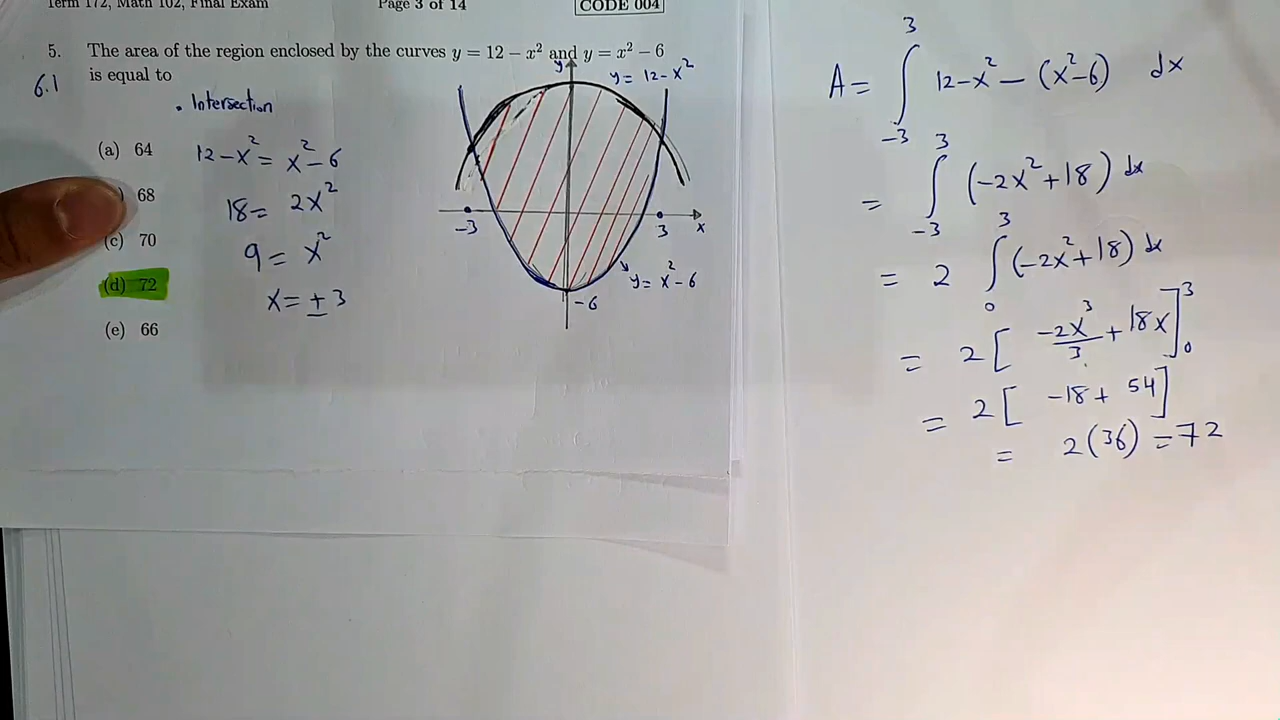 Term 172, Math 102, Final Exam
Page 3 of 14
CODE 004
5. The area of the region enclosed by the curves y = 12 − x² and y = x² − 6
is equal to
6.1
(a) 64
) 68
(c) 70
(d) 72
(e) 66
• Intersection
12-x² = x²-6
18 = 2x²
9 = x²
x = ±3
y
y = 12-x²
-3
3
x
y = x²-6
-6
A = ∫₋₃³ 12-x² - (x²-6) dx
= ∫₋₃³ (-2x²+18) dx
= 2 ∫₀³ (-2x²+18) dx
= 2 [ -2x³/3 + 18x ]₀³
= 2 [ -18 + 54 ]
= 2(36) = 72